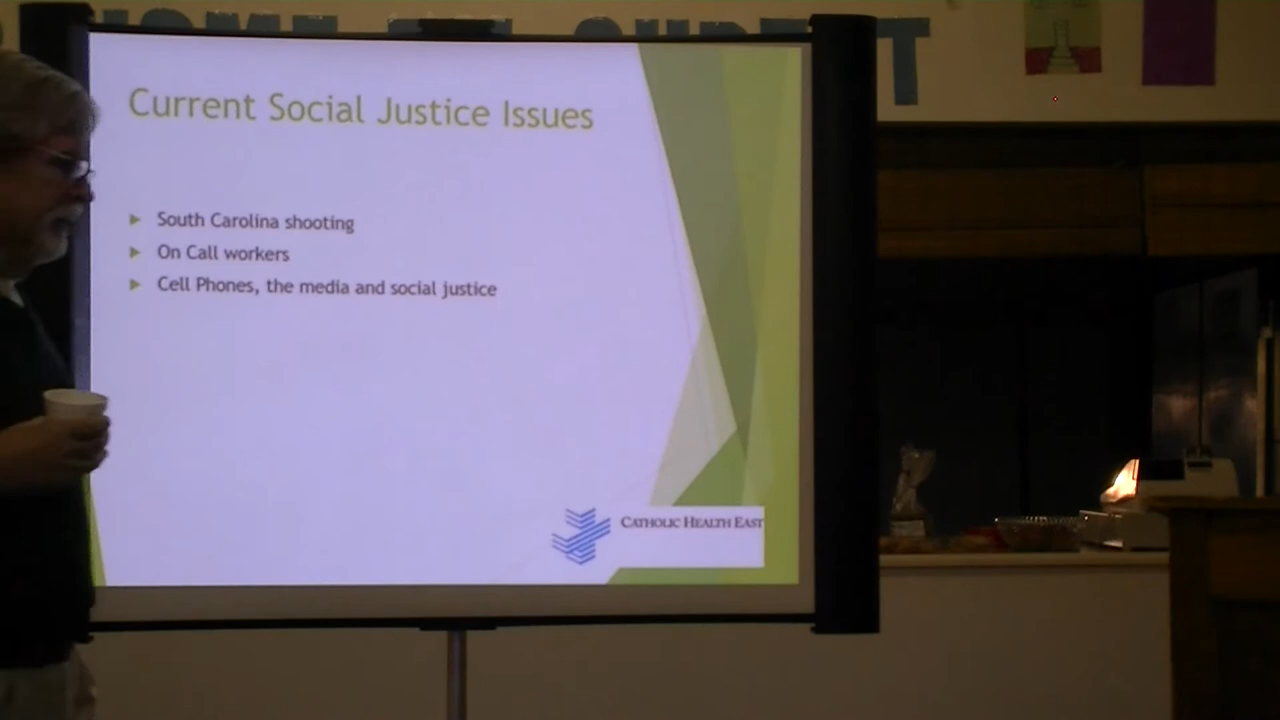 Current Social Justice Issues
South Carolina shooting
On Call workers
Cell Phones, the media and social justice
CATHOLIC HEALTH EAST